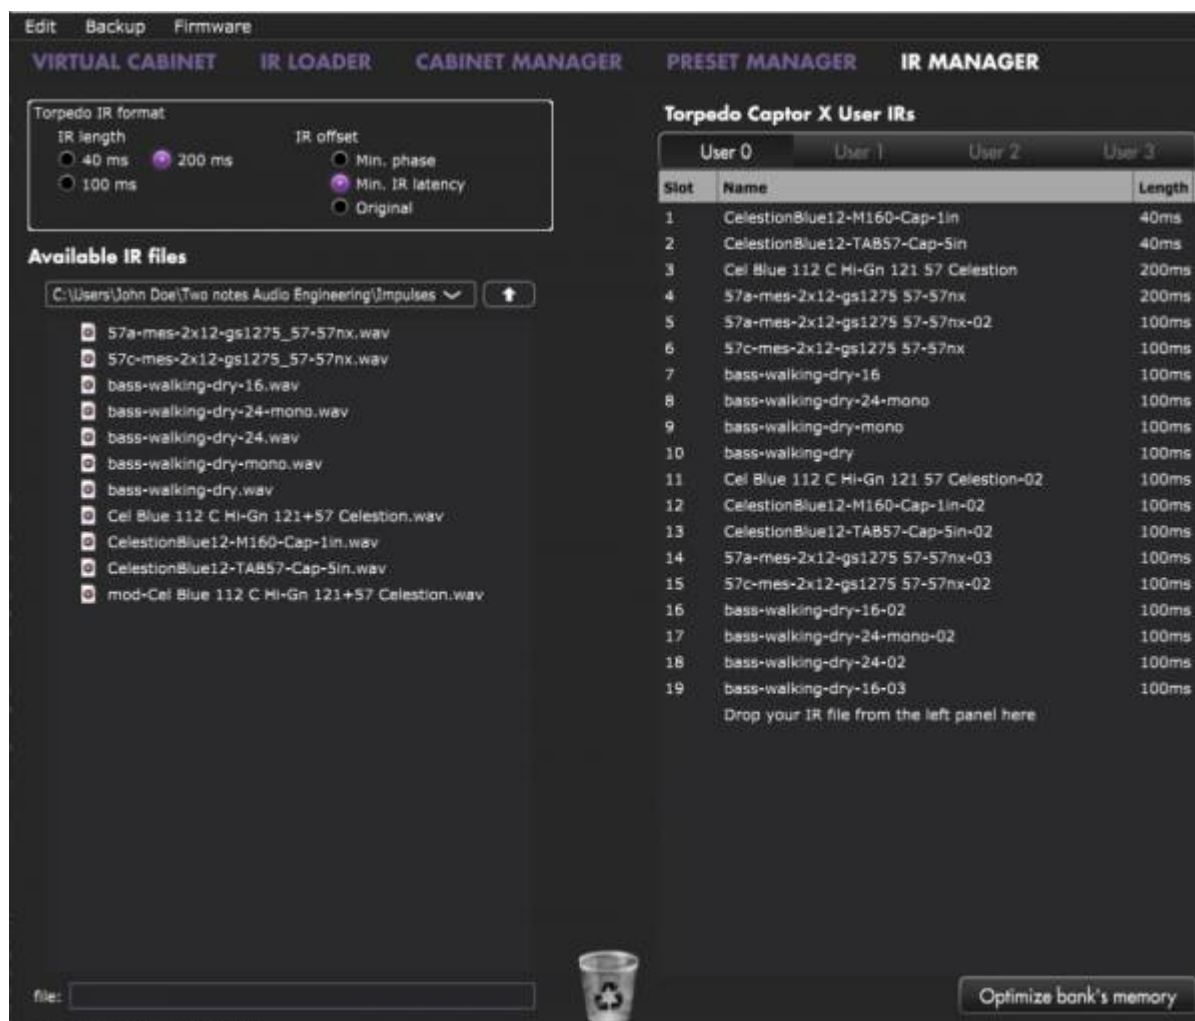 Edit Backup Firmware
VIRTUAL CABINET IR LOADER CABINET MANAGER PRESET MANAGER IR MANAGER
Torpedo IR format
IR length IR offset
40 ms 200 ms Min. phase
100 ms Min. IR latency
Original
Available IR files
C:\Users\John Doe\Two notes Audio Engineering\Impulses
57a-mes-2x12-gs1275_57-57nx.wav
57c-mes-2x12-gs1275_57-57nx.wav
bass-walking-dry-16.wav
bass-walking-dry-24-mono.wav
bass-walking-dry-24.wav
bass-walking-dry-mono.wav
bass-walking-dry.wav
Cel Blue 112 C Hi-Gn 121+57 Celestion.wav
CelestionBlue12-M160-Cap-1in.wav
CelestionBlue12-TAB57-Cap-5in.wav
mod-Cel Blue 112 C Hi-Gn 121+57 Celestion.wav
file:
Torpedo Captor X User IRs
User 0 User 1 User 2 User 3
Slot Name Length
1 CelestionBlue12-M160-Cap-1in 40ms
2 CelestionBlue12-TAB57-Cap-5in 40ms
3 Cel Blue 112 C Hi-Gn 121 57 Celestion 200ms
4 57a-mes-2x12-gs1275 57-57nx 200ms
5 57a-mes-2x12-gs1275 57-57nx-02 100ms
6 57c-mes-2x12-gs1275 57-57nx 100ms
7 bass-walking-dry-16 100ms
8 bass-walking-dry-24-mono 100ms
9 bass-walking-dry-mono 100ms
10 bass-walking-dry 100ms
11 Cel Blue 112 C Hi-Gn 121 57 Celestion-02 100ms
12 CelestionBlue12-M160-Cap-1in-02 100ms
13 CelestionBlue12-TAB57-Cap-5in-02 100ms
14 57a-mes-2x12-gs1275 57-57nx-03 100ms
15 57c-mes-2x12-gs1275 57-57nx-02 100ms
16 bass-walking-dry-16-02 100ms
17 bass-walking-dry-24-mono-02 100ms
18 bass-walking-dry-24-02 100ms
19 bass-walking-dry-16-03 100ms
Drop your IR file from the left panel here
Optimize bank's memory